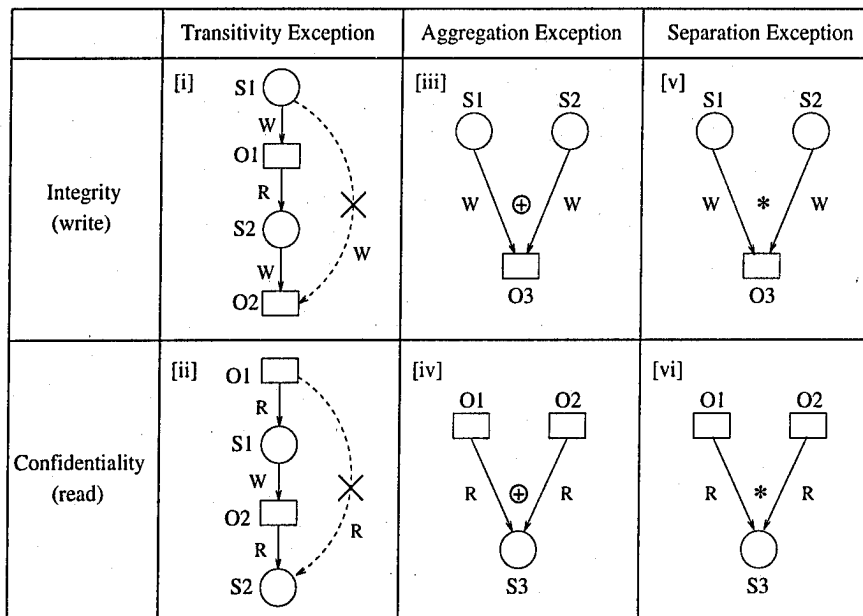 Transitivity Exception
Aggregation Exception
Separation Exception
Integrity
(write)
[i]
S1
W
O1
R
S2
W
W
O2
[iii]
S1
S2
W
⊕
W
O3
[v]
S1
S2
W
*
W
O3
Confidentiality
(read)
[ii]
O1
R
S1
W
O2
R
R
S2
[iv]
O1
O2
R
⊕
R
S3
[vi]
O1
O2
R
*
R
S3